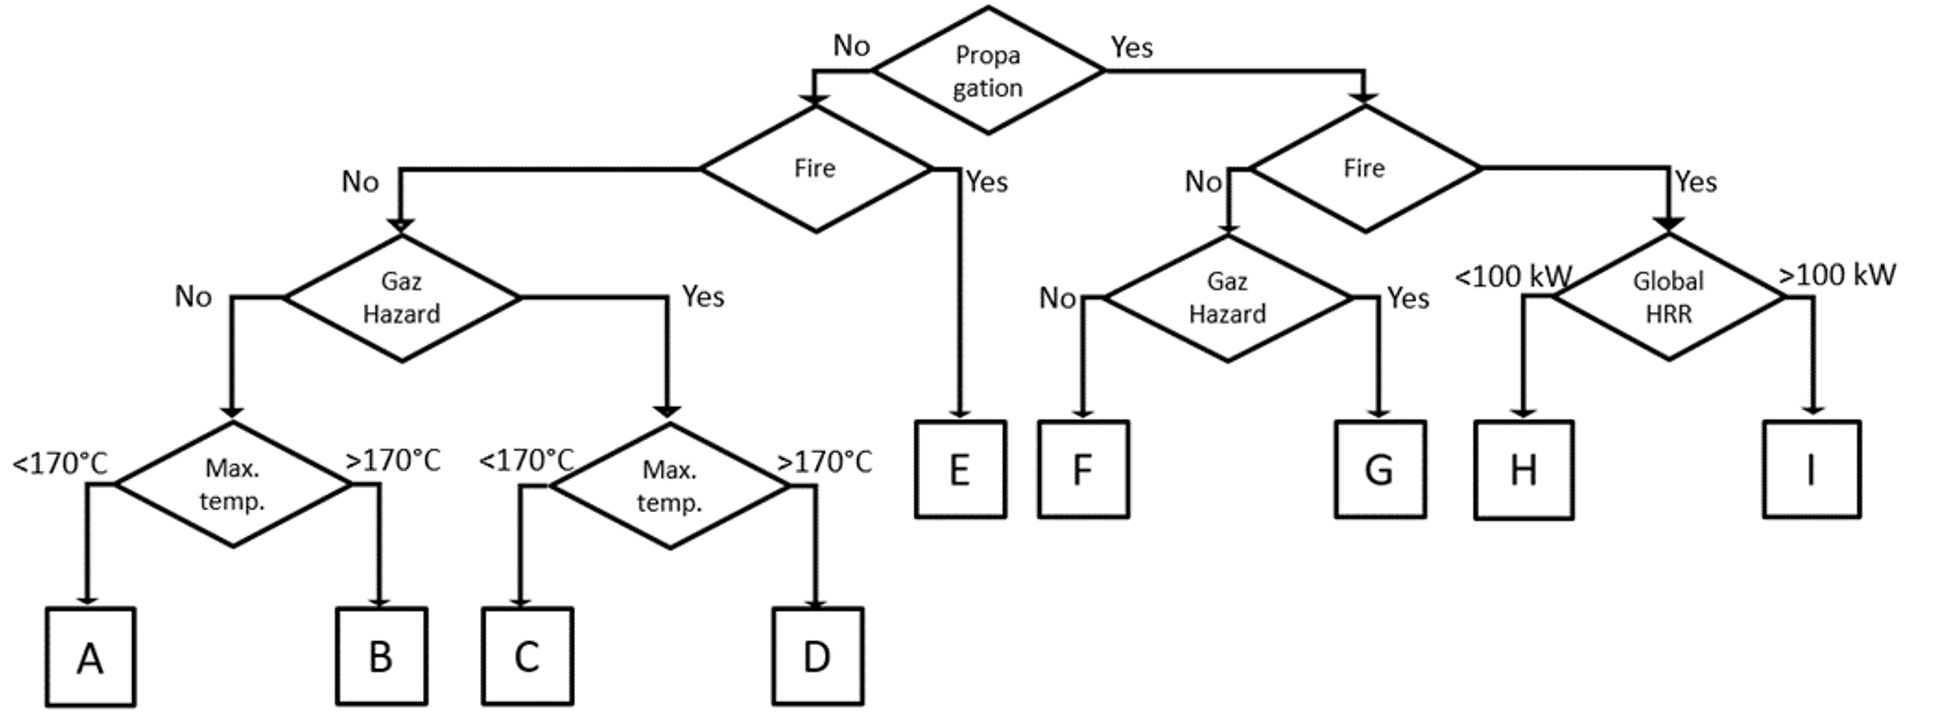 No
Propa
gation
Yes
No
Fire
Yes
No
Fire
Yes
No
Gaz
Hazard
Yes
No
Gaz
Hazard
Yes
<100 kW
Global
HRR
>100 kW
<170°C
Max.
temp.
>170°C
<170°C
Max.
temp.
>170°C
E
F
G
H
I
A
B
C
D